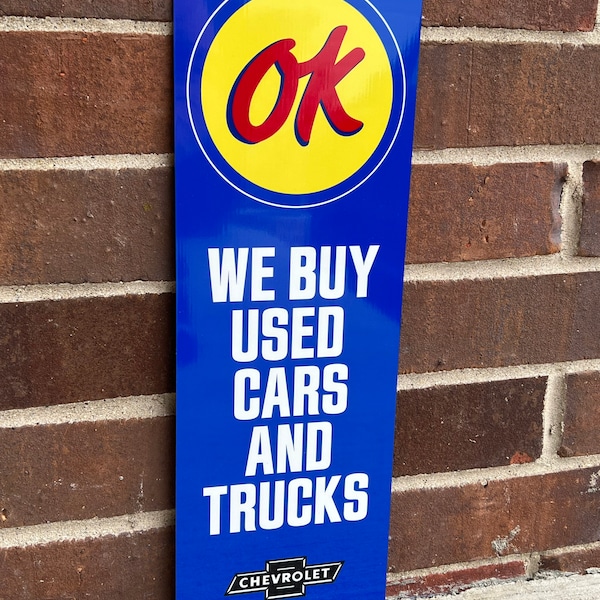 OK
WE BUY
USED
CARS
AND
TRUCKS
CHEVROLET